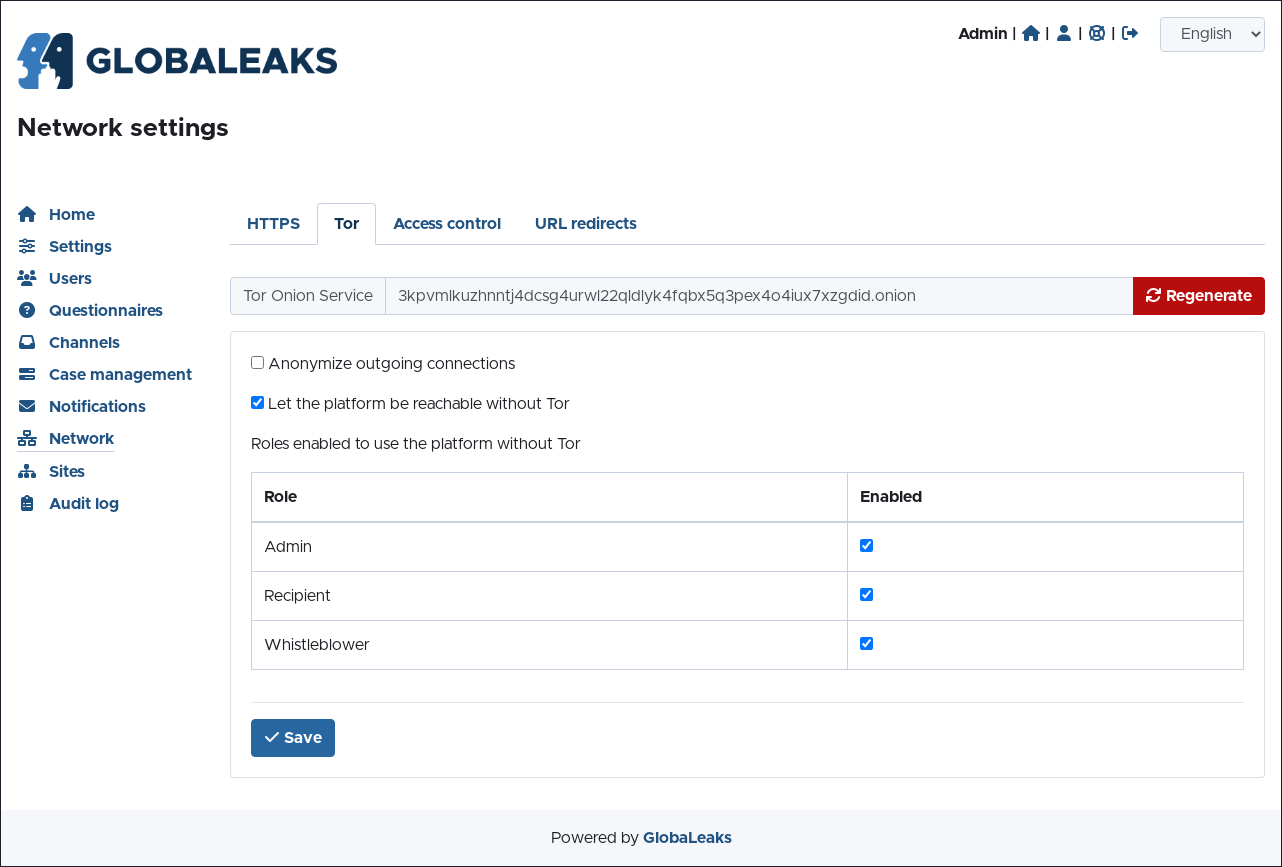 GLOBALEAKS
Admin | | | | English
Network settings
Home
Settings
Users
Questionnaires
Channels
Case management
Notifications
Network
Sites
Audit log
HTTPS Tor Access control URL redirects
Tor Onion Service 3kpvmlkuzhnntj4dcsg4urwl22qldlyk4fqbx5q3pex4o4iux7xzgdid.onion Regenerate
Anonymize outgoing connections
Let the platform be reachable without Tor
Roles enabled to use the platform without Tor
Role Enabled
Admin
Recipient
Whistleblower
Save
Powered by GlobaLeaks